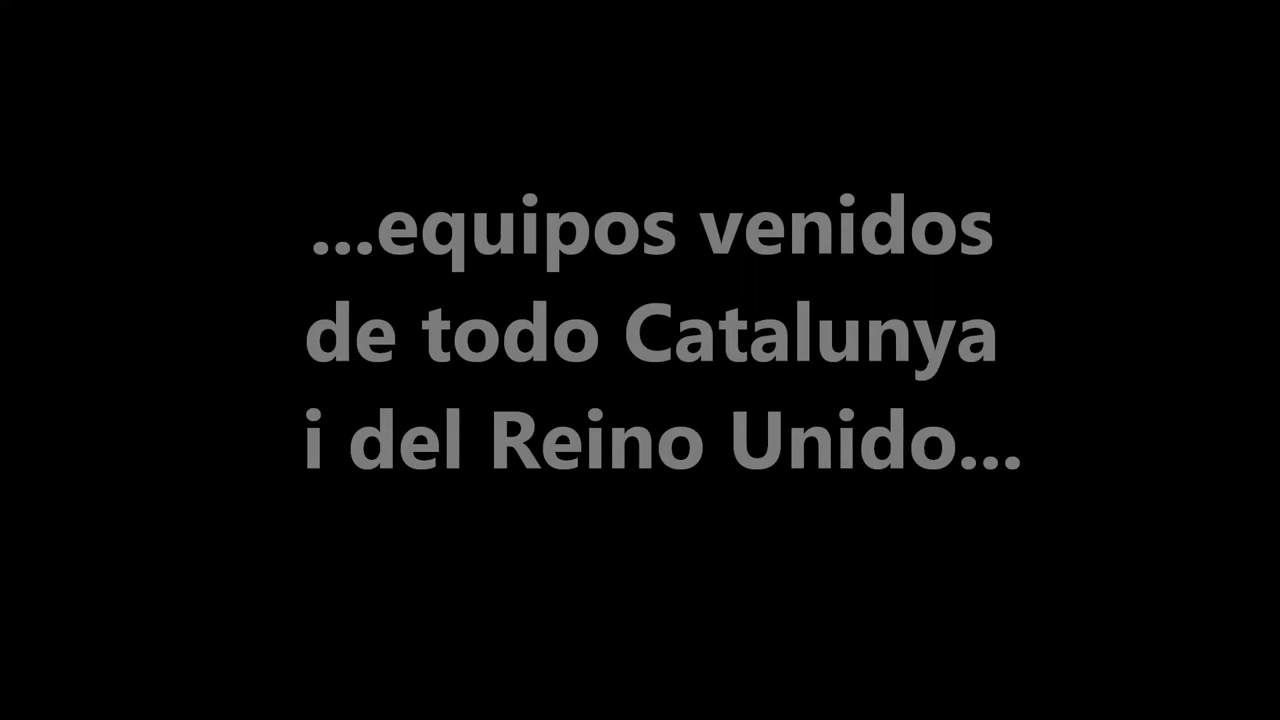 ...equipos venidos
de todo Catalunya
i del Reino Unido...